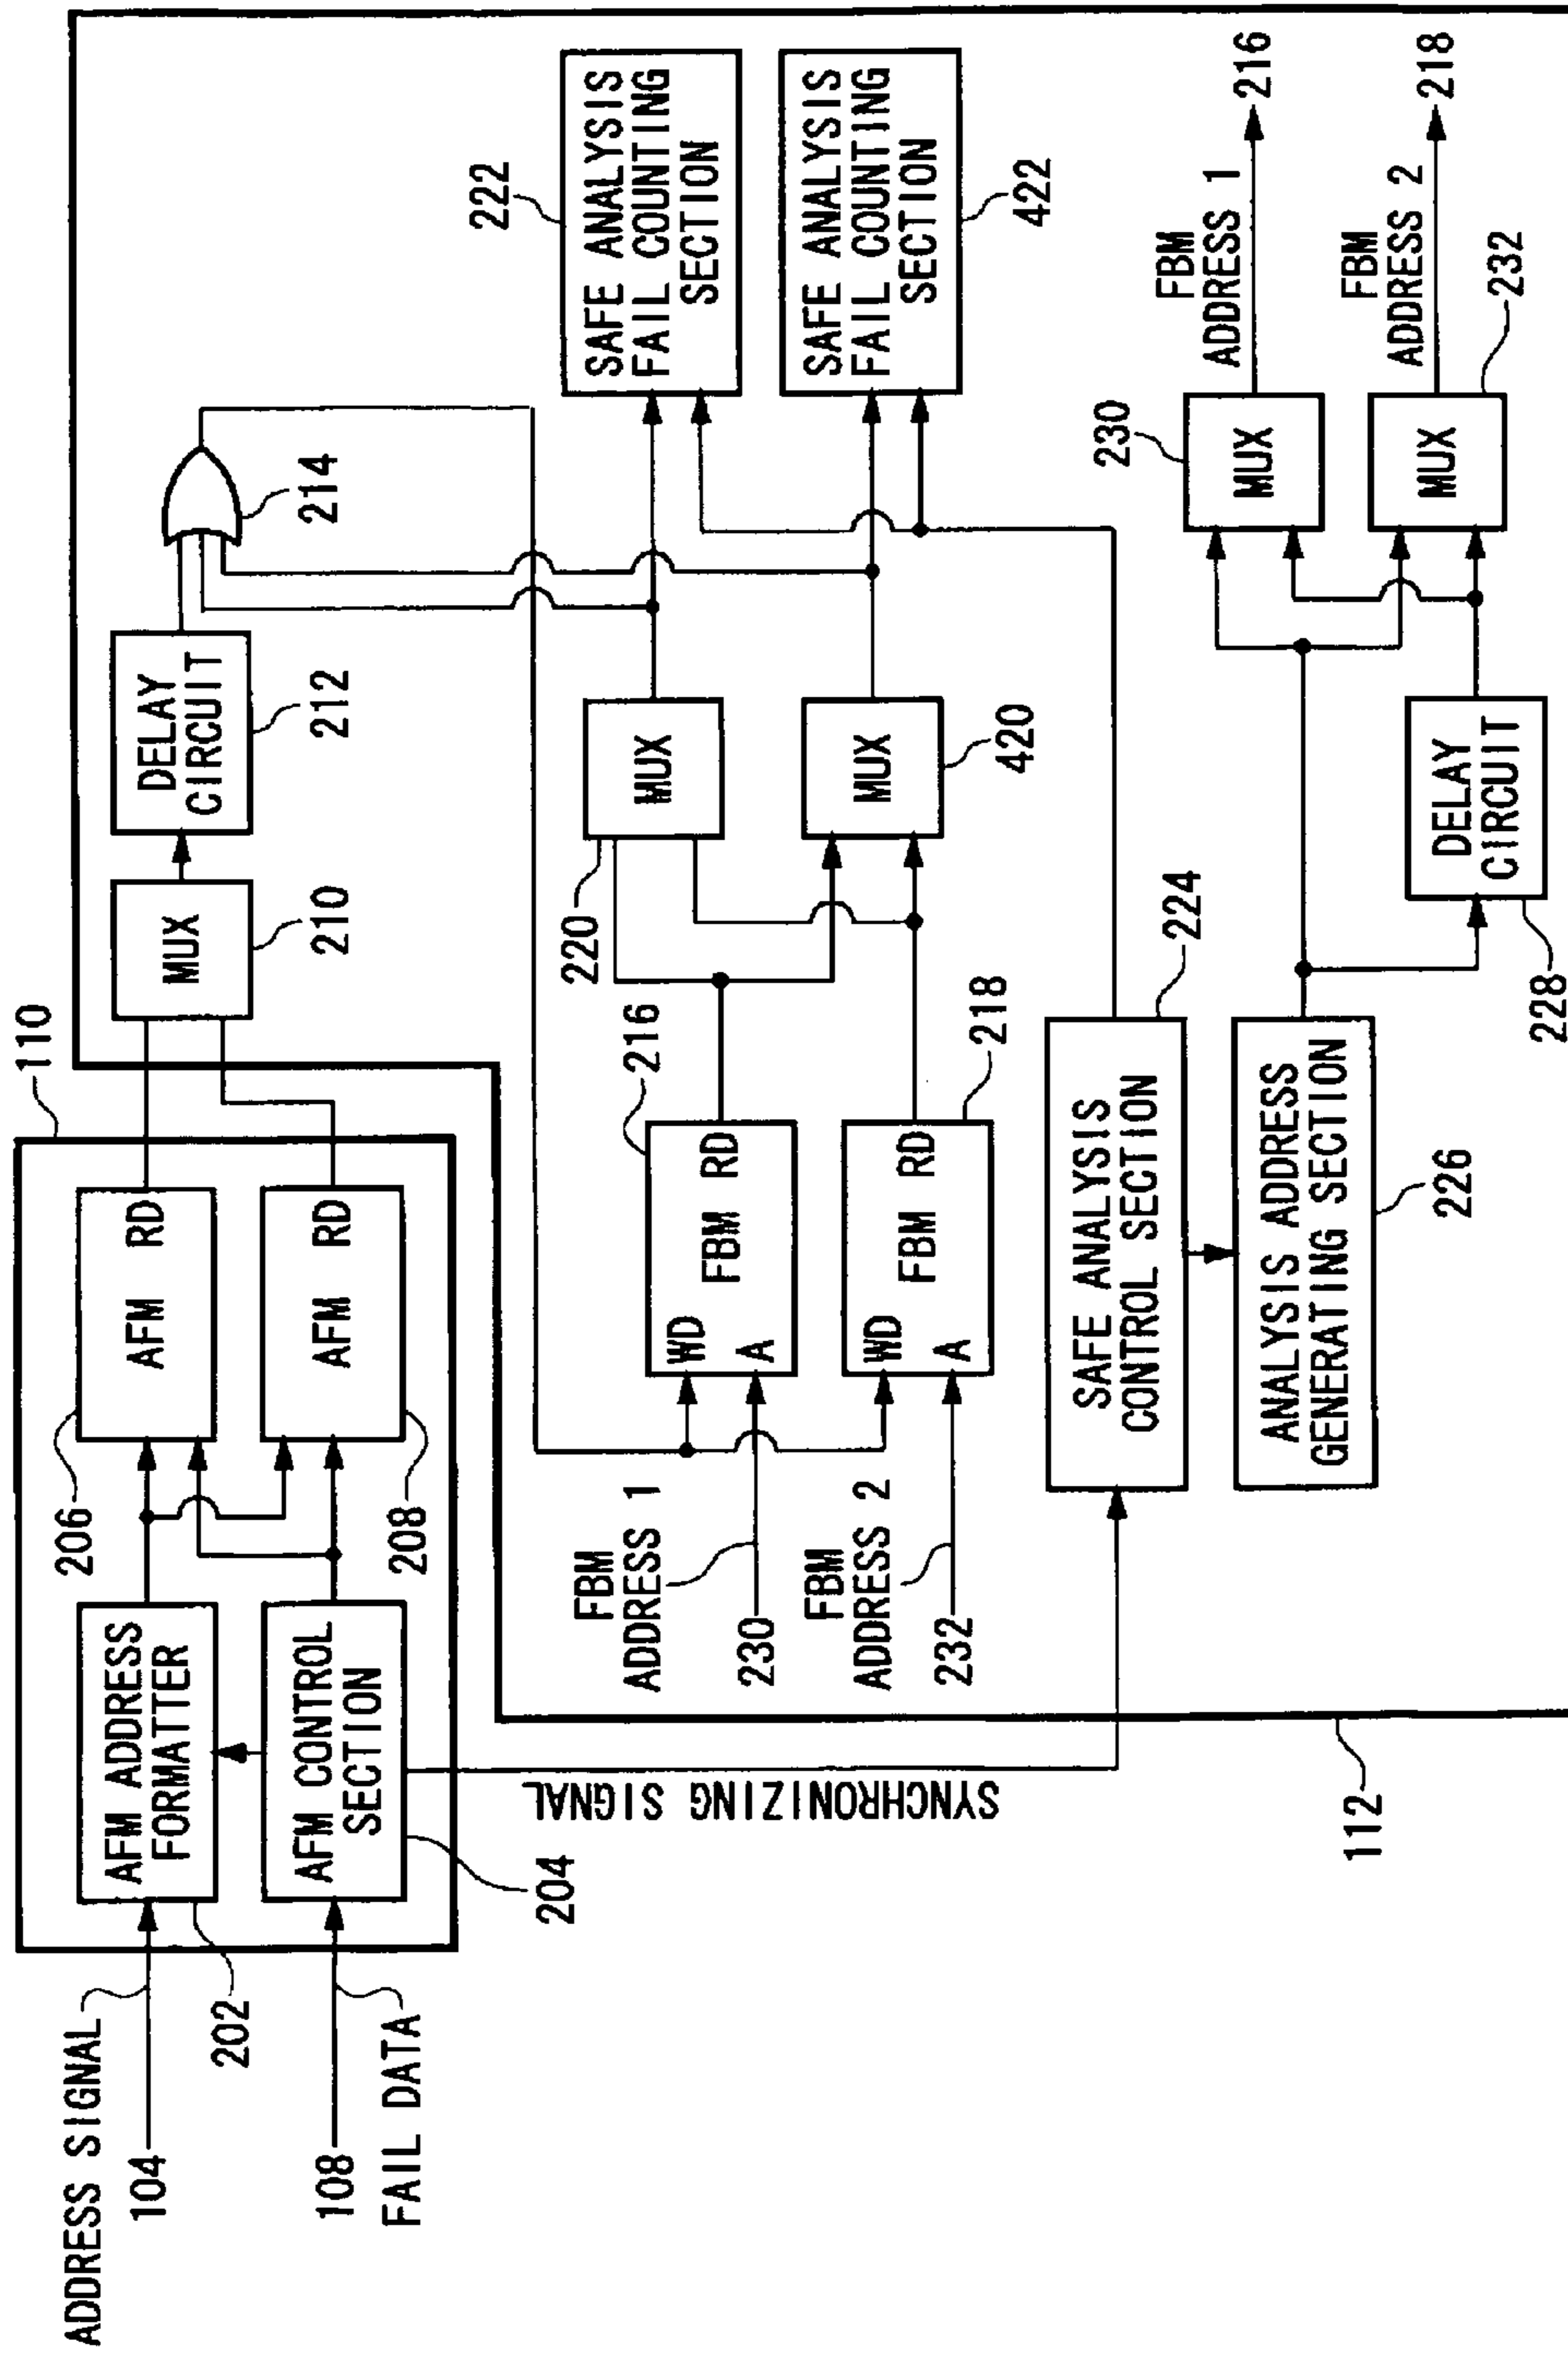 ADDRESS SIGNAL
104
202
AFM ADDRESS
FORMATTER
108
FAIL DATA
AFM CONTROL
SECTION
204
206
AFM RD
AFM RD
208
110
MUX
210
DELAY
CIRCUIT
212
214
SYNCHRONIZING SIGNAL
112
FBM
ADDRESS 1
230
FBM
ADDRESS 2
232
216
WD
FBM RD
A
218
WD
FBM RD
A
220
MUX
MUX
420
222
SAFE ANALYSIS
FAIL COUNTING
SECTION
SAFE ANALYSIS
FAIL COUNTING
SECTION
422
SAFE ANALYSIS
CONTROL SECTION
224
ANALYSIS ADDRESS
GENERATING SECTION
226
DELAY
CIRCUIT
228
230
MUX
FBM
ADDRESS 1
216
MUX
232
FBM
ADDRESS 2
218